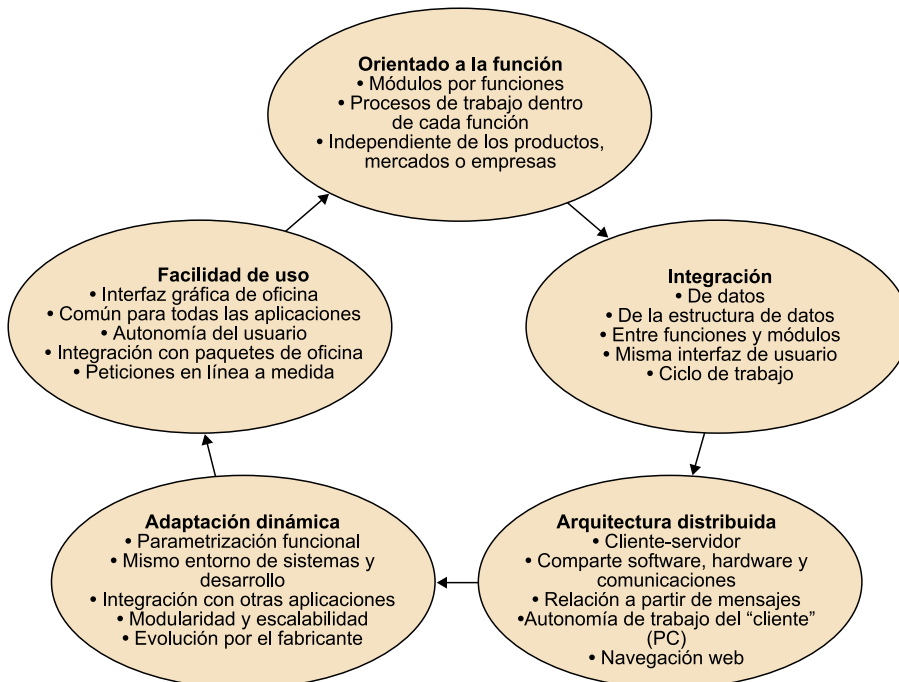 Orientado a la función
• Módulos por funciones
• Procesos de trabajo dentro
de cada función
• Independiente de los productos,
mercados o empresas
Facilidad de uso
• Interfaz gráfica de oficina
• Común para todas las aplicaciones
• Autonomía del usuario
• Integración con paquetes de oficina
• Peticiones en línea a medida
Integración
• De datos
• De la estructura de datos
• Entre funciones y módulos
• Misma interfaz de usuario
• Ciclo de trabajo
Adaptación dinámica
• Parametrización funcional
• Mismo entorno de sistemas y
desarrollo
• Integración con otras aplicaciones
• Modularidad y escalabilidad
• Evolución por el fabricante
Arquitectura distribuida
• Cliente-servidor
• Comparte software, hardware y
comunicaciones
• Relación a partir de mensajes
•Autonomía de trabajo del “cliente”
(PC)
• Navegación web